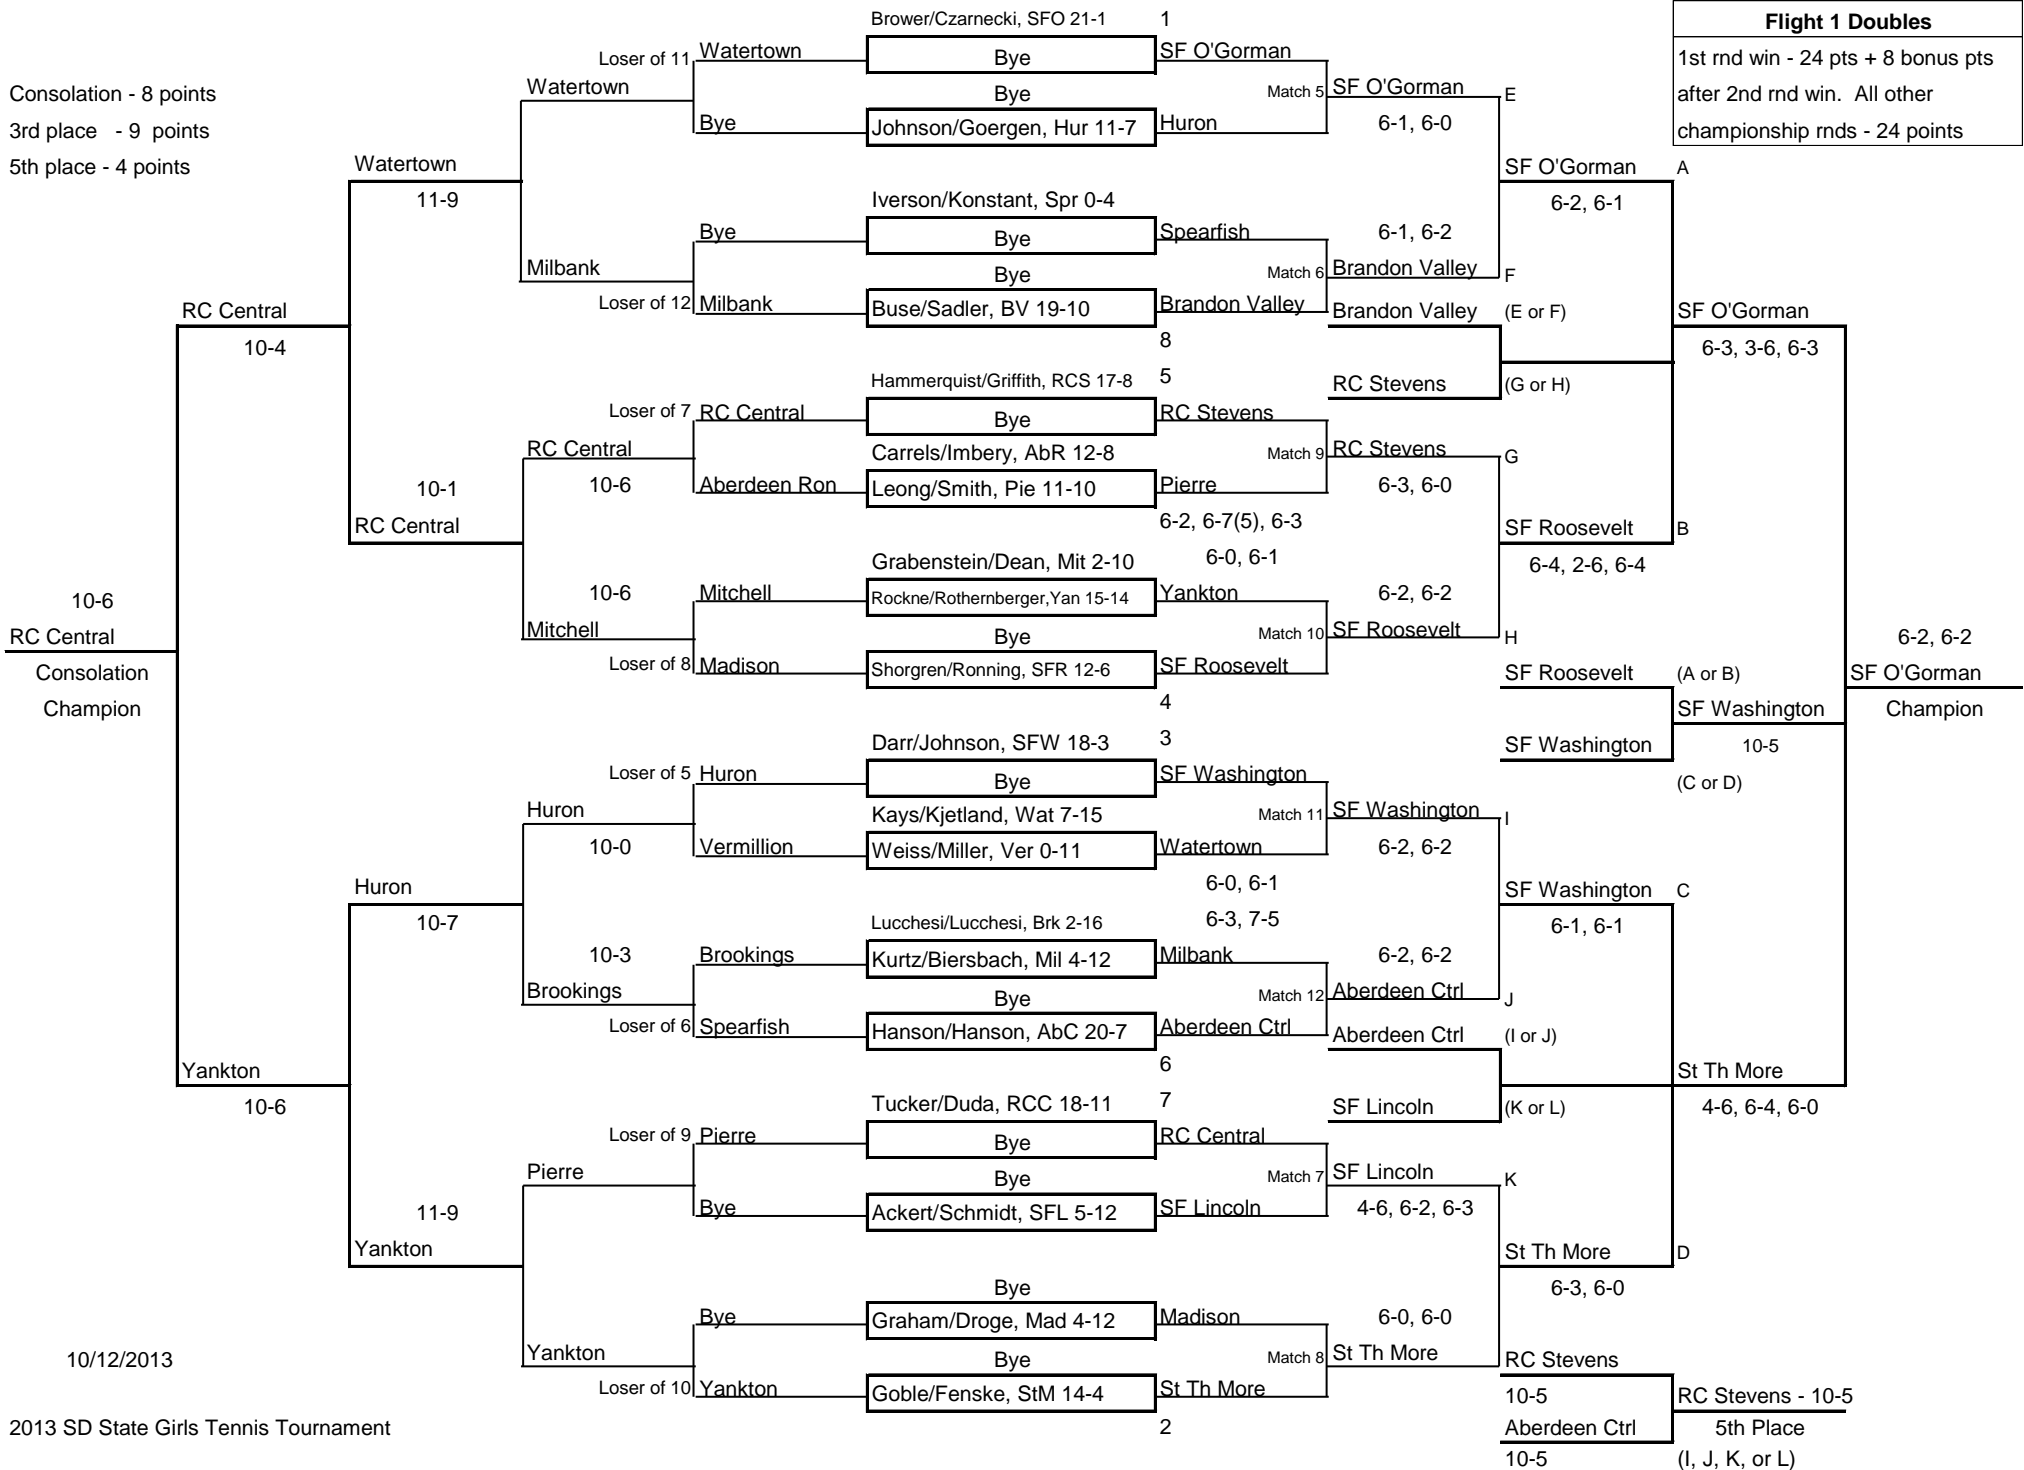 Brower/Czarnecki, SFO 21-1
1
Flight 1 Doubles
1st rnd win - 24 pts + 8 bonus pts
after 2nd rnd win. All other
championship rnds - 24 points
Consolation - 8 points
3rd place - 9 points
5th place - 4 points
Loser of 11
Watertown
Bye
SF O'Gorman
Watertown
Bye
Match 5
SF O'Gorman
E
Bye
Johnson/Goergen, Hur 11-7
Huron
6-1, 6-0
Watertown
11-9
SF O'Gorman
A
6-2, 6-1
Iverson/Konstant, Spr 0-4
Bye
Bye
Spearfish
6-1, 6-2
Milbank
Bye
Match 6
Brandon Valley
F
Loser of 12
Milbank
Buse/Sadler, BV 19-10
Brandon Valley
Brandon Valley
(E or F)
RC Central
10-4
SF O'Gorman
6-3, 3-6, 6-3
8
Hammerquist/Griffith, RCS 17-8
5
RC Stevens
(G or H)
Loser of 7
RC Central
Bye
RC Stevens
RC Central
Carrels/Imbery, AbR 12-8
Match 9
RC Stevens
G
10-1
10-6
Aberdeen Ron
Leong/Smith, Pie 11-10
Pierre
6-3, 6-0
RC Central
6-2, 6-7(5), 6-3
SF Roosevelt
B
Grabenstein/Dean, Mit 2-10
6-0, 6-1
6-4, 2-6, 6-4
10-6
10-6
Mitchell
Rockne/Rothernberger,Yan 15-14
Yankton
6-2, 6-2
RC Central
Mitchell
Bye
Match 10
SF Roosevelt
H
6-2, 6-2
Consolation
Champion
Loser of 8
Madison
Shorgren/Ronning, SFR 12-6
SF Roosevelt
SF Roosevelt
(A or B)
SF O'Gorman
Champion
4
SF Washington
Darr/Johnson, SFW 18-3
3
SF Washington
10-5
Loser of 5
Huron
Bye
SF Washington
(C or D)
Huron
Kays/Kjetland, Wat 7-15
Match 11
SF Washington
I
10-0
Vermillion
Weiss/Miller, Ver 0-11
Watertown
6-2, 6-2
Huron
6-0, 6-1
SF Washington
C
10-7
Lucchesi/Lucchesi, Brk 2-16
6-3, 7-5
6-1, 6-1
10-3
Brookings
Kurtz/Biersbach, Mil 4-12
Milbank
6-2, 6-2
Brookings
Bye
Match 12
Aberdeen Ctrl
J
Loser of 6
Spearfish
Hanson/Hanson, AbC 20-7
Aberdeen Ctrl
Aberdeen Ctrl
(I or J)
Yankton
6
St Th More
10-6
Tucker/Duda, RCC 18-11
7
SF Lincoln
(K or L)
4-6, 6-4, 6-0
Loser of 9
Pierre
Bye
RC Central
Pierre
Bye
Match 7
SF Lincoln
K
11-9
Bye
Ackert/Schmidt, SFL 5-12
SF Lincoln
4-6, 6-2, 6-3
Yankton
St Th More
D
Bye
6-3, 6-0
Bye
Graham/Droge, Mad 4-12
Madison
6-0, 6-0
10/12/2013
Yankton
Bye
Match 8
St Th More
RC Stevens
Loser of 10
Yankton
Goble/Fenske, StM 14-4
St Th More
10-5
RC Stevens - 10-5
2013 SD State Girls Tennis Tournament
2
Aberdeen Ctrl
5th Place
10-5
(I, J, K, or L)